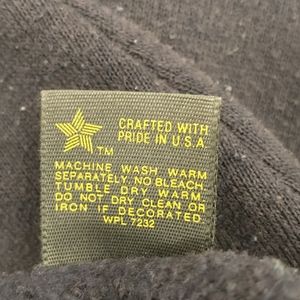 CRAFTED WITH
PRIDE IN U.S.A.
TM
MACHINE WASH WARM
SEPARATELY. NO BLEACH.
TUMBLE DRY WARM.
DO NOT DRY CLEAN OR
IRON IF DECORATED
WPL 7232